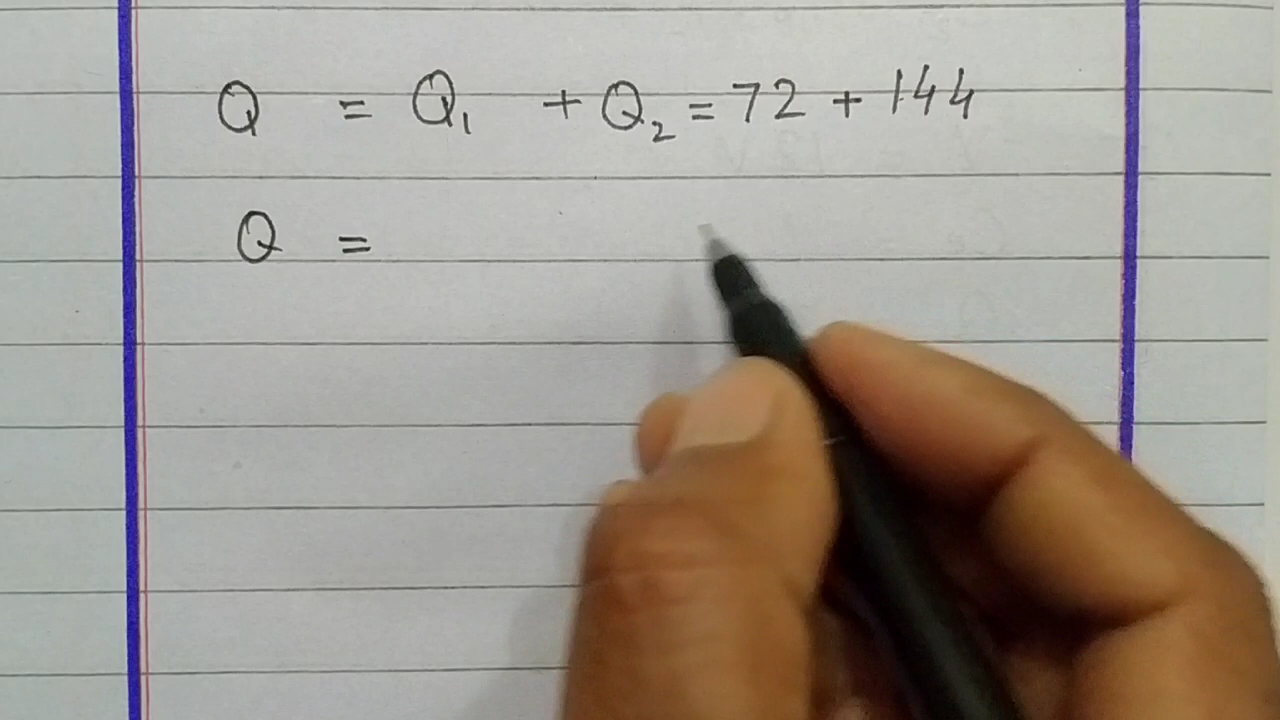 Q = Q₁ + Q₂ = 72 + 144
Q =